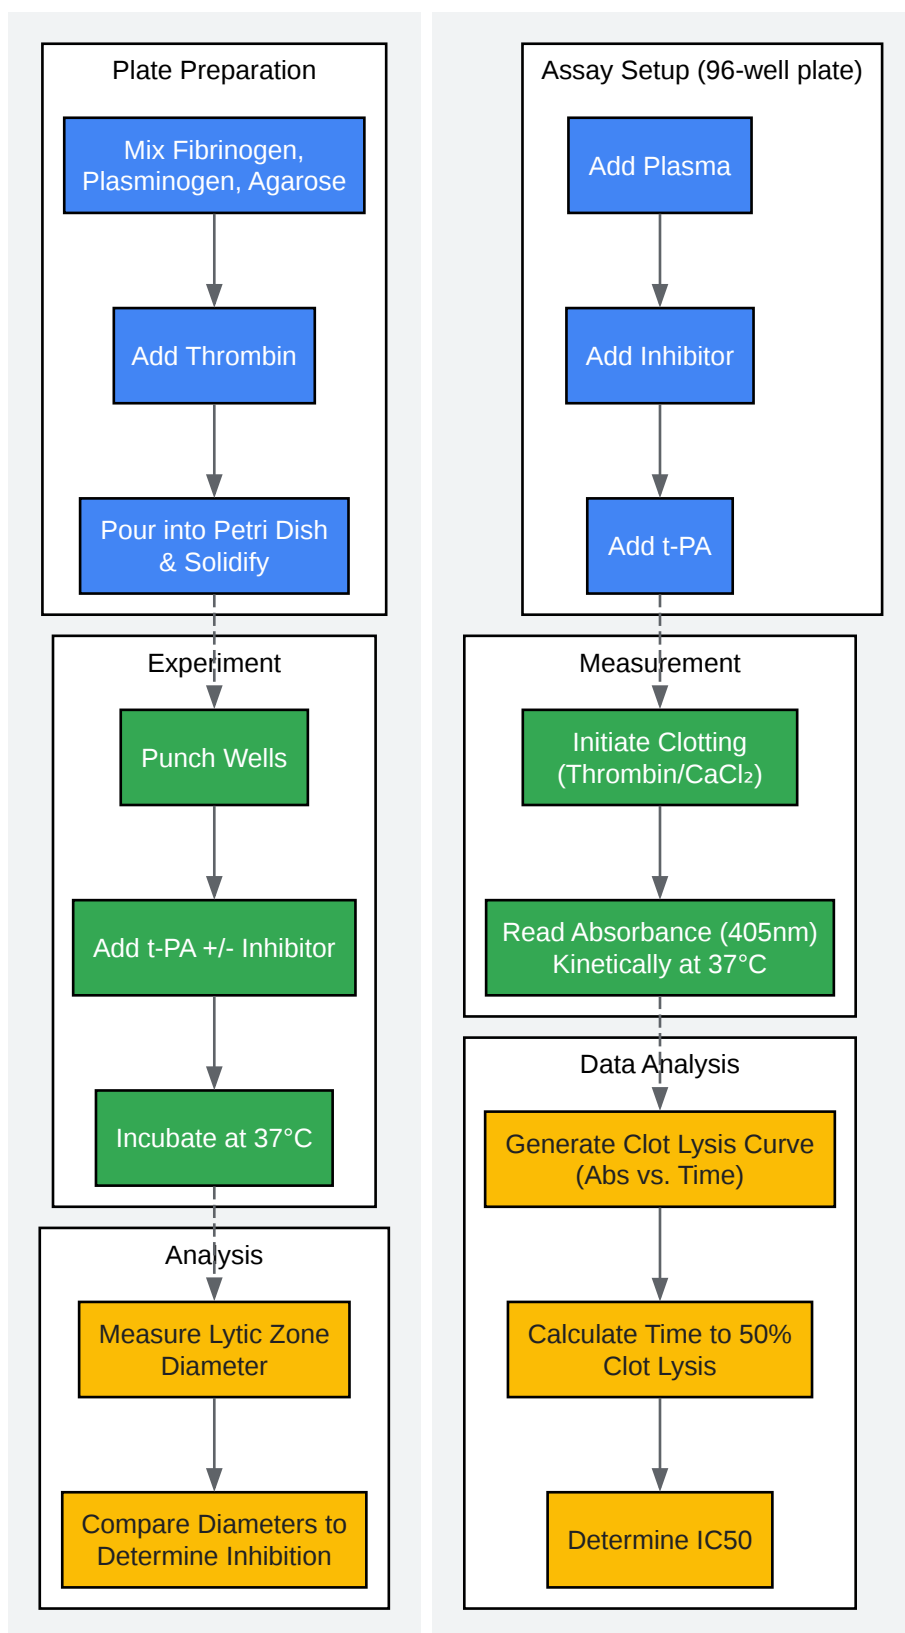 Plate Preparation
Mix Fibrinogen,
Plasminogen, Agarose
Add Thrombin
Pour into Petri Dish
& Solidify
Experiment
Punch Wells
Add t-PA +/- Inhibitor
Incubate at 37°C
Analysis
Measure Lytic Zone
Diameter
Compare Diameters to
Determine Inhibition
Assay Setup (96-well plate)
Add Plasma
Add Inhibitor
Add t-PA
Measurement
Initiate Clotting
(Thrombin/CaCl₂)
Read Absorbance (405nm)
Kinetically at 37°C
Data Analysis
Generate Clot Lysis Curve
(Abs vs. Time)
Calculate Time to 50%
Clot Lysis
Determine IC50